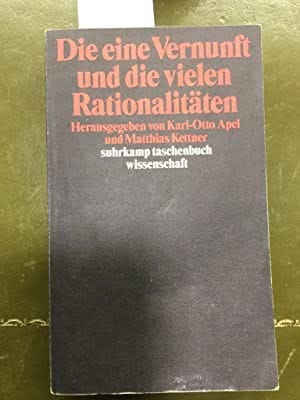 Die eine Vernunft
und die vielen
Rationalitäten
Herausgegeben von Karl-Otto Apel
und Matthias Kettner
suhrkamp taschenbuch
wissenschaft